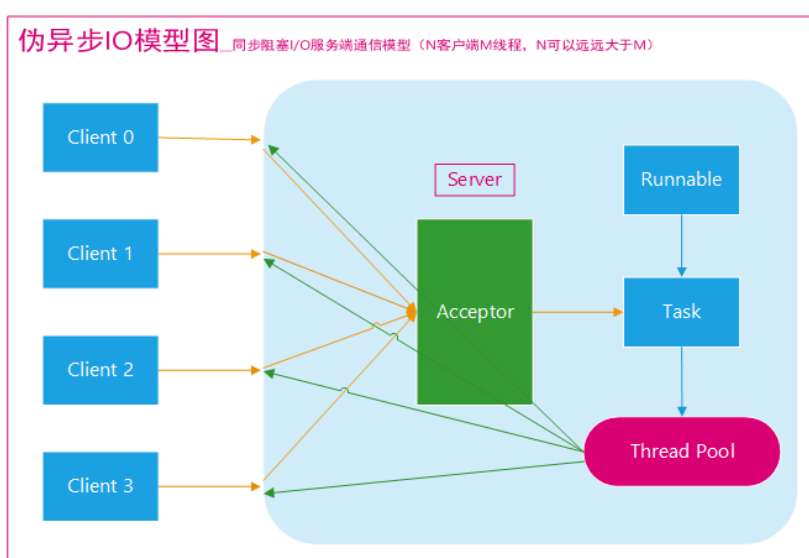 伪异步IO模型图_同步阻塞I/O服务端通信模型（N客户端M线程，N可以远远大于M）
Client 0
Server
Runnable
Client 1
Acceptor
Task
Client 2
Thread Pool
Client 3